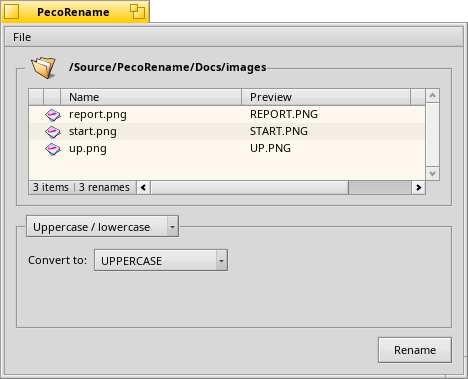 PecoRename
File
/Source/PecoRename/Docs/images
Name Preview
report.png REPORT.PNG
start.png START.PNG
up.png UP.PNG
3 items 3 renames
Uppercase / lowercase
Convert to: UPPERCASE
Rename